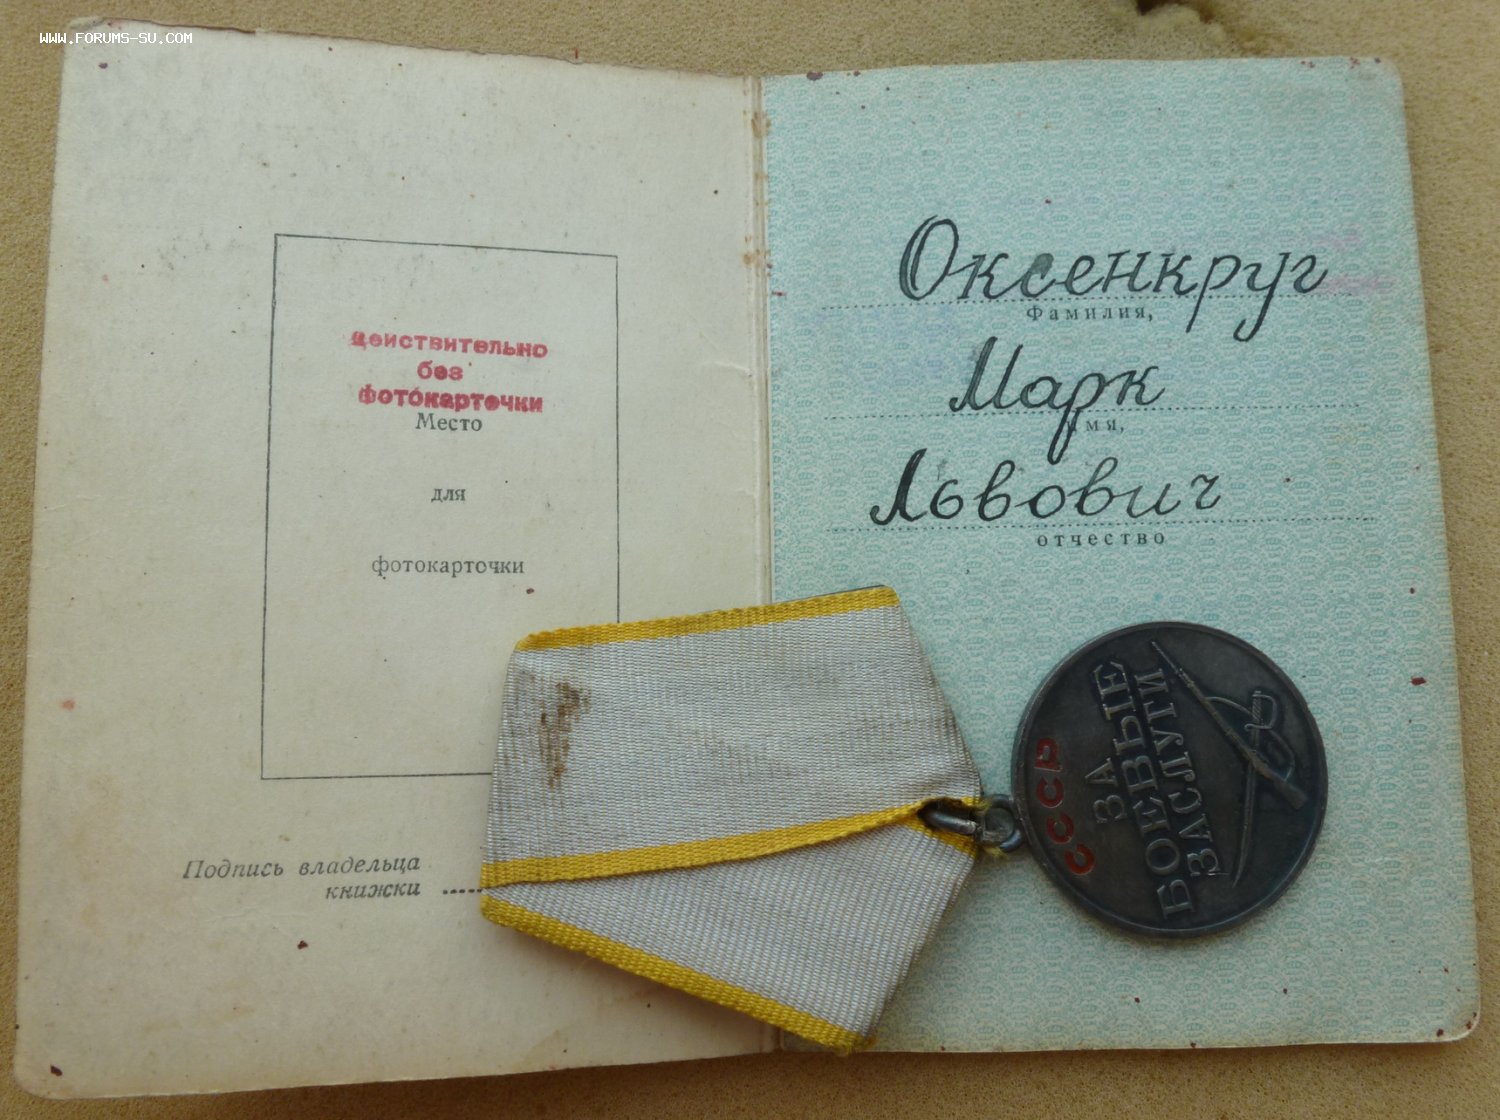 www.FORUMS-SU.COM
действительно
без
фотокарточки
Место
для
фотокарточки
Подпись владельца
книжки
Оксенкруг
Фамилия,
Марк
имя,
Львович
отчество
СССР
ЗА
БОЕВЫЕ
ЗАСЛУГИ